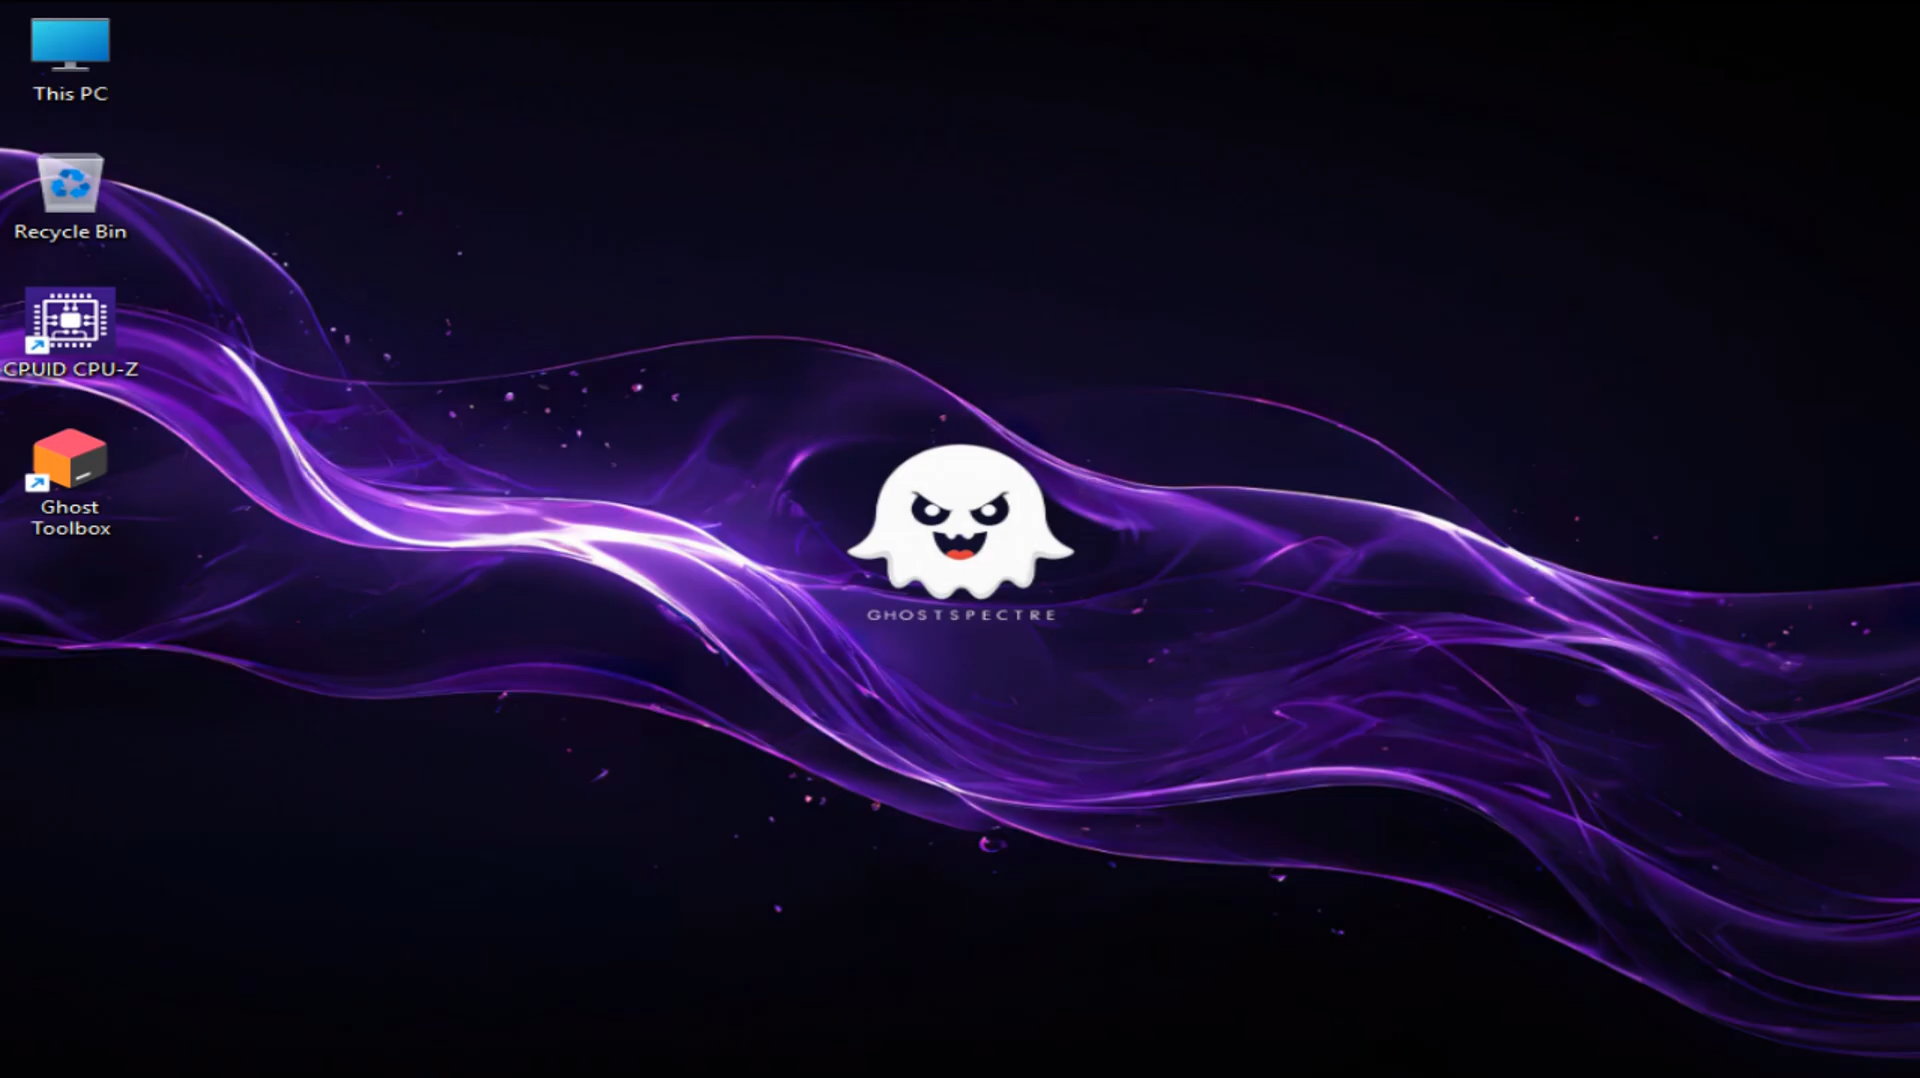 This PC
Recycle Bin
CPUID CPU-Z
Ghost
Toolbox
GHOSTSPECTRE